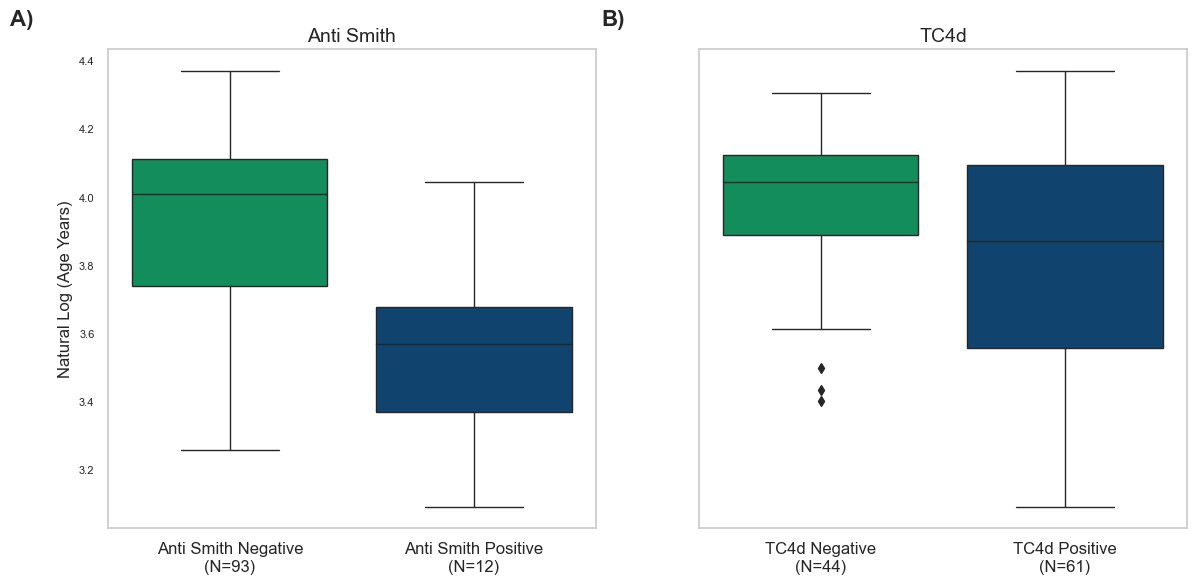 A)
Anti Smith
Natural Log (Age Years)
4.4
4.2
4.0
3.8
3.6
3.4
3.2
Anti Smith Negative
(N=93)
Anti Smith Positive
(N=12)
B)
TC4d
TC4d Negative
(N=44)
TC4d Positive
(N=61)